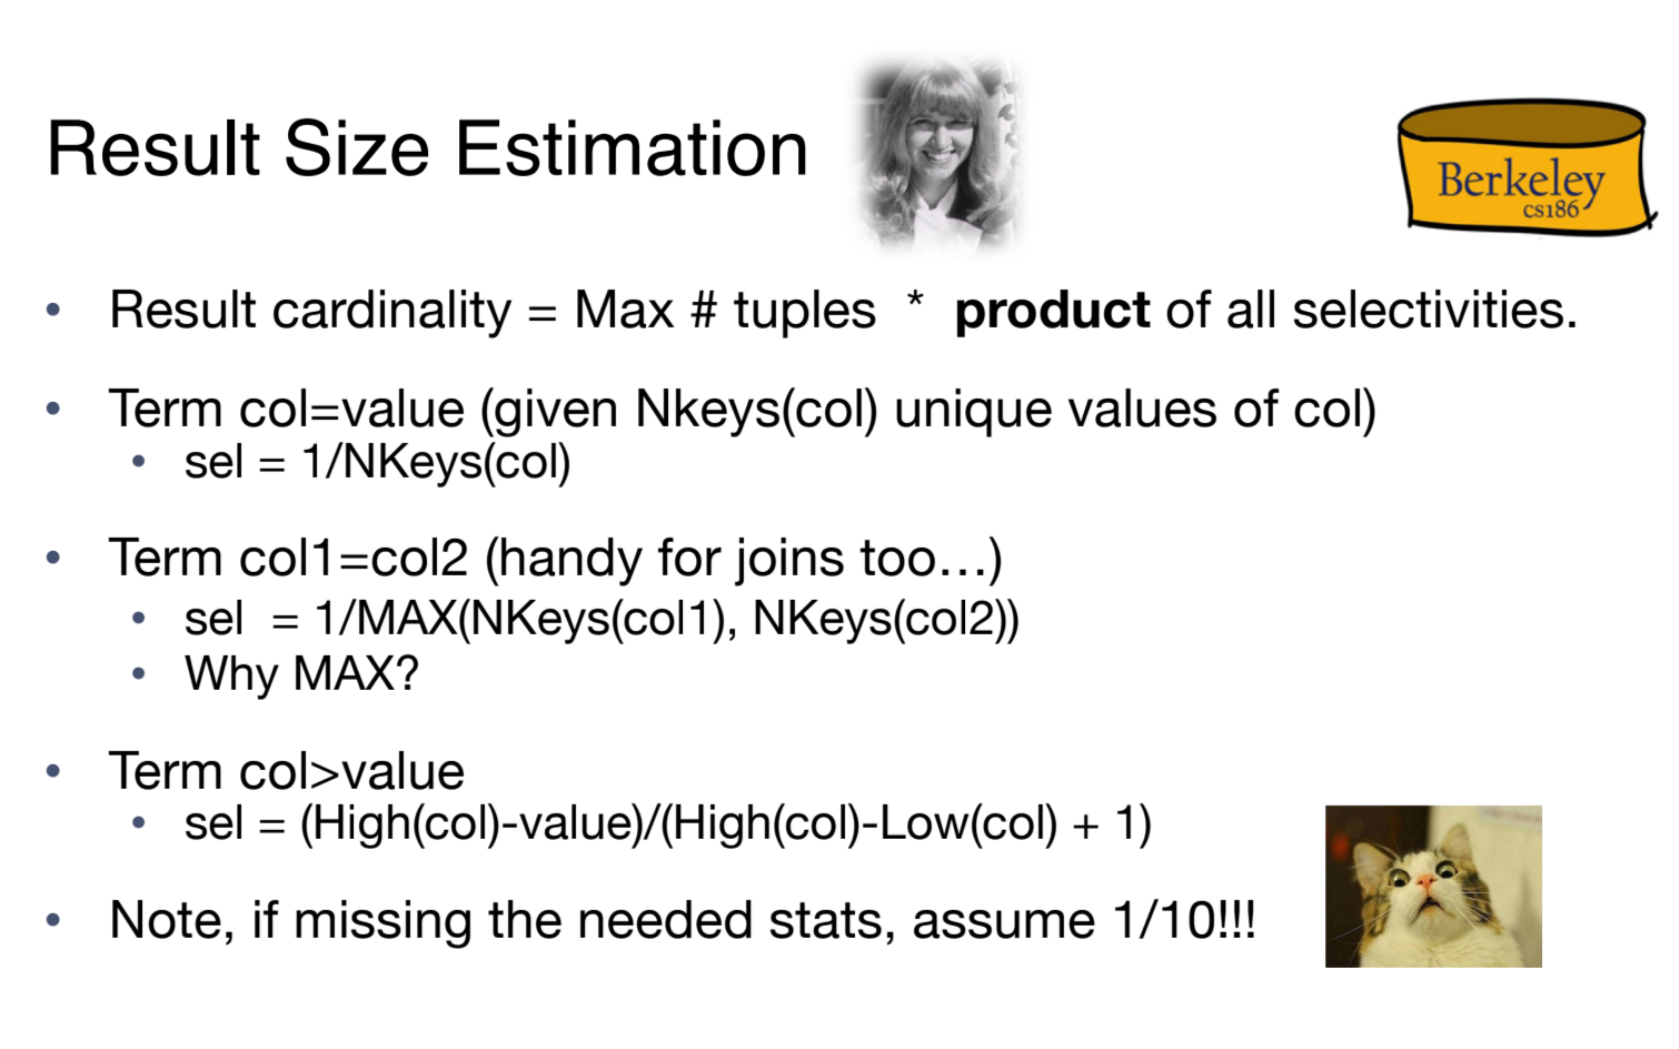 Result Size Estimation
Berkeley
cs186
• Result cardinality = Max # tuples * product of all selectivities.
• Term col=value (given Nkeys(col) unique values of col)
• sel = 1/NKeys(col)
• Term col1=col2 (handy for joins too…)
• sel = 1/MAX(NKeys(col1), NKeys(col2))
• Why MAX?
• Term col>value
• sel = (High(col)-value)/(High(col)-Low(col) + 1)
• Note, if missing the needed stats, assume 1/10!!!